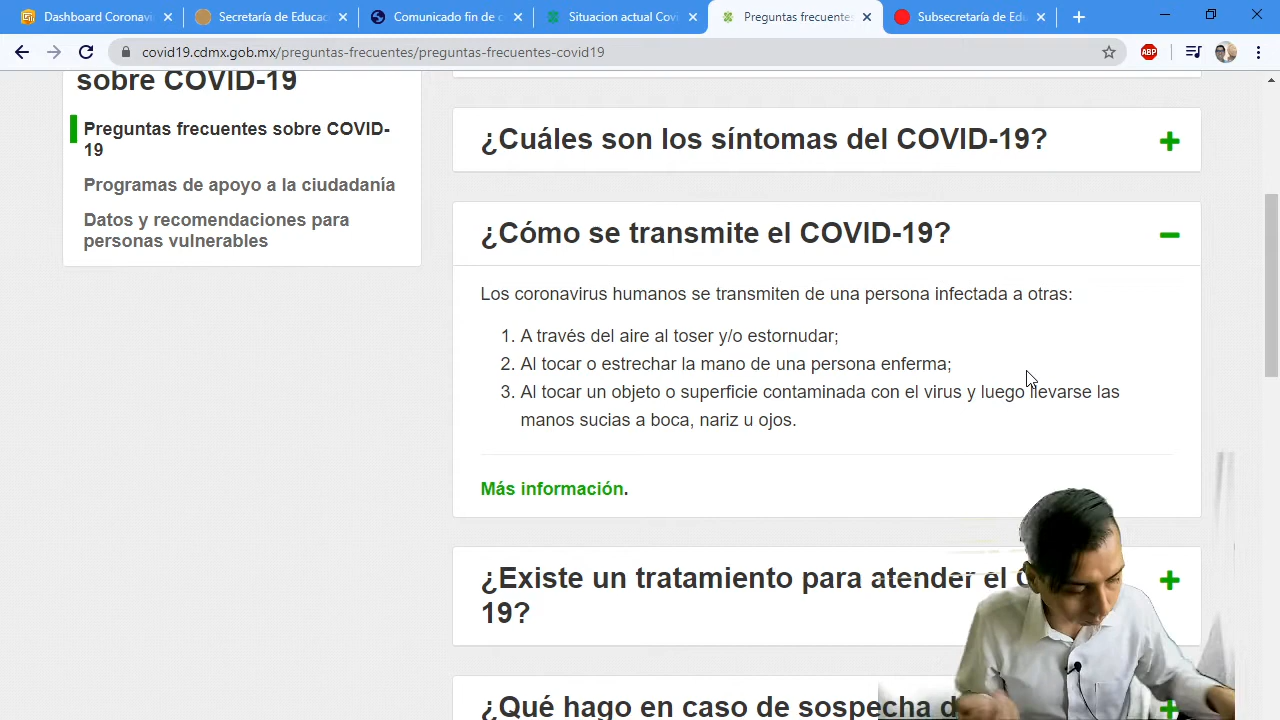 Dashboard Coronavi
Secretaría de Educac
Comunicado fin de c
Situacion actual Covi
Preguntas frecuentes
Subsecretaría de Edu
covid19.cdmx.gob.mx/preguntas-frecuentes/preguntas-frecuentes-covid19
ABP
sobre COVID-19
Preguntas frecuentes sobre COVID-
19
Programas de apoyo a la ciudadanía
Datos y recomendaciones para
personas vulnerables
¿Cuáles son los síntomas del COVID-19?
¿Cómo se transmite el COVID-19?
Los coronavirus humanos se transmiten de una persona infectada a otras:
1. A través del aire al toser y/o estornudar;
2. Al tocar o estrechar la mano de una persona enferma;
3. Al tocar un objeto o superficie contaminada con el virus y luego llevarse las
manos sucias a boca, nariz u ojos.
Más información.
¿Existe un tratamiento para atender el
19?
¿Qué hago en caso de sospecha d